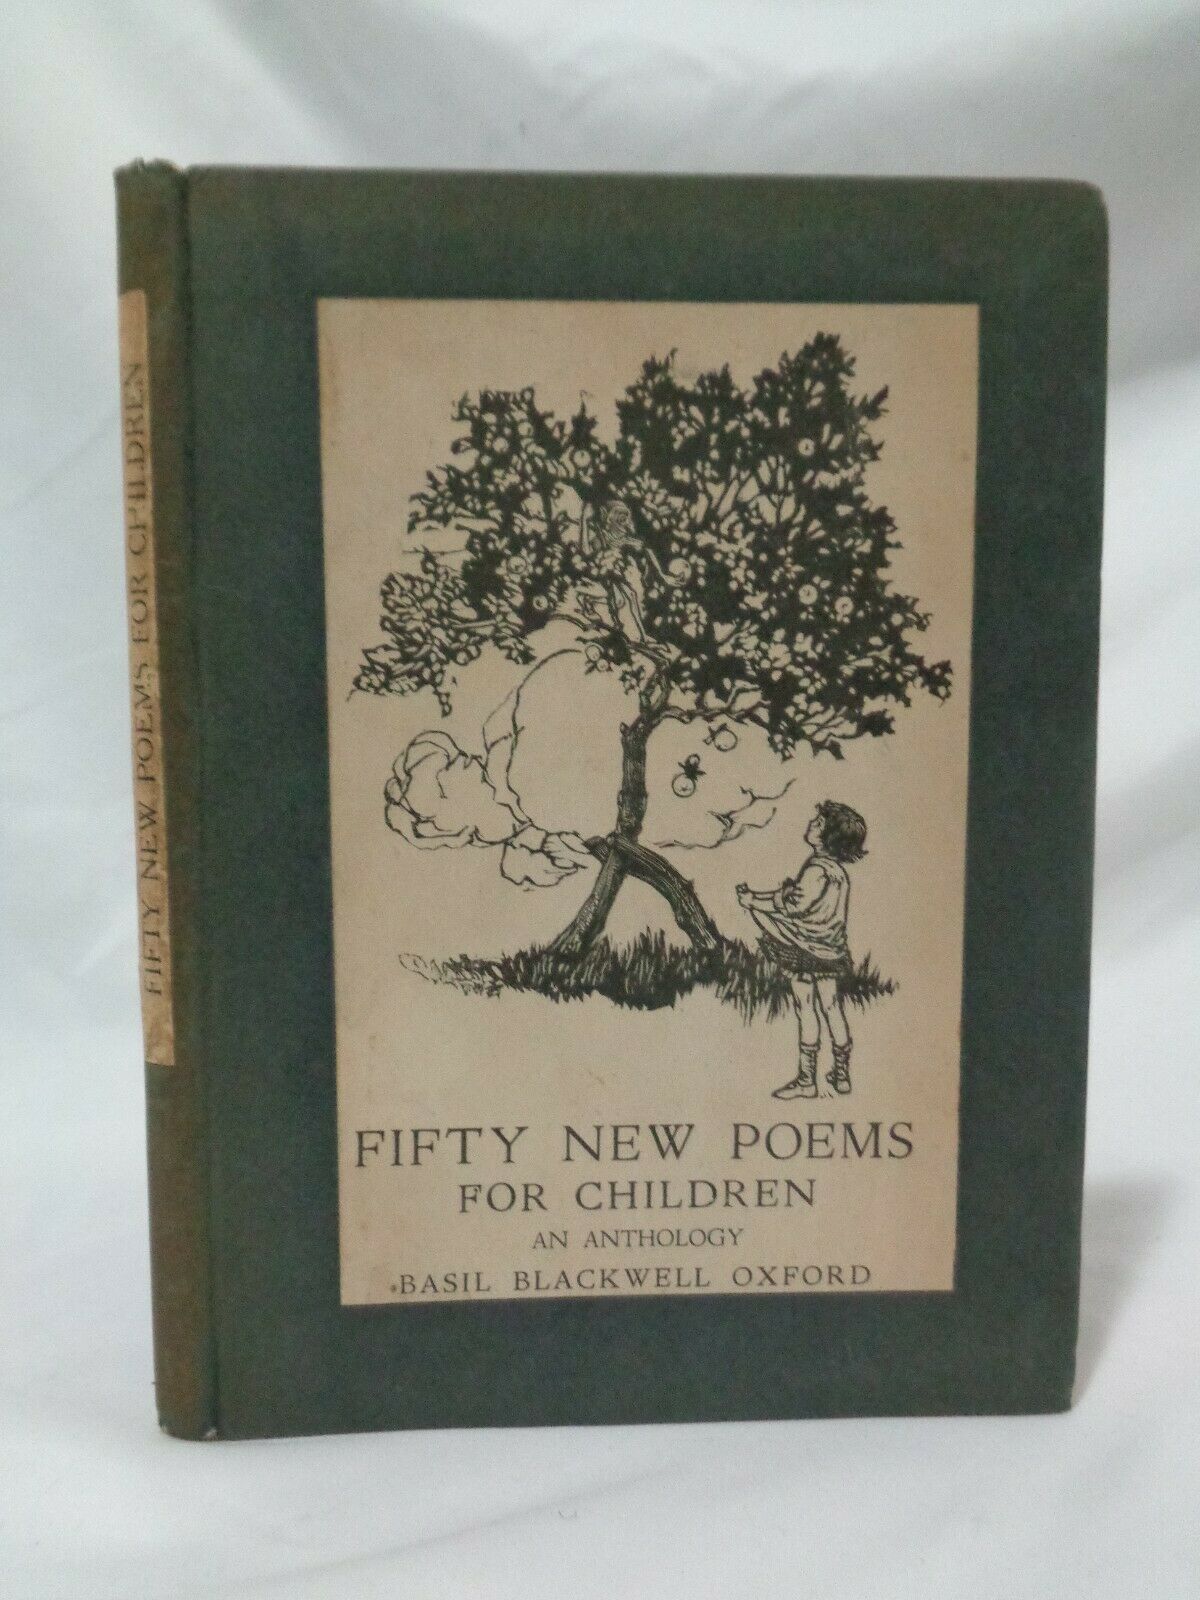 FIFTY NEW POEMS FOR CHILDREN
FIFTY NEW POEMS
FOR CHILDREN
AN ANTHOLOGY
BASIL BLACKWELL OXFORD